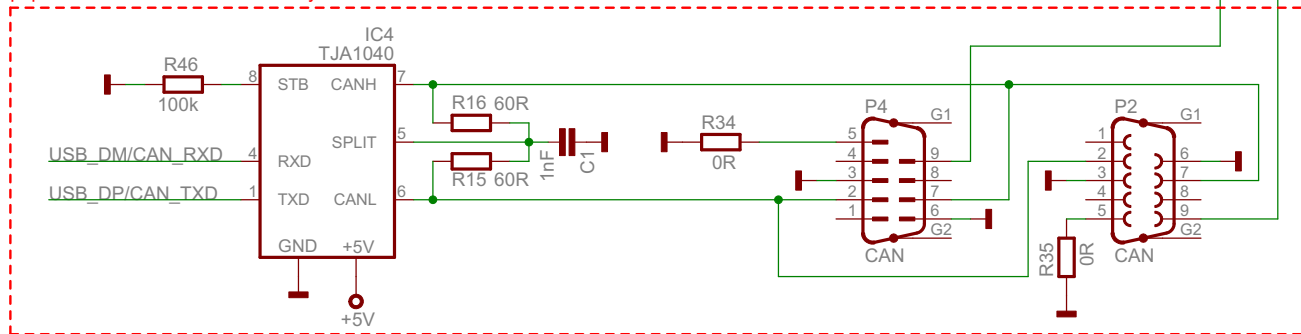 IC4
TJA1040
R46
100k
8 STB CANH 7
SPLIT 5
USB_DM/CAN_RXD 4 RXD
USB_DP/CAN_TXD 1 TXD CANL 6
GND +5V
+5V
R16 60R
R15 60R
1nF
C1
R34
0R
P4
G1
5
4 9
3 8
2 7
1 6
G2
CAN
P2
G1
1
2 6
3 7
4 8
5 9
G2
CAN
R35
0R